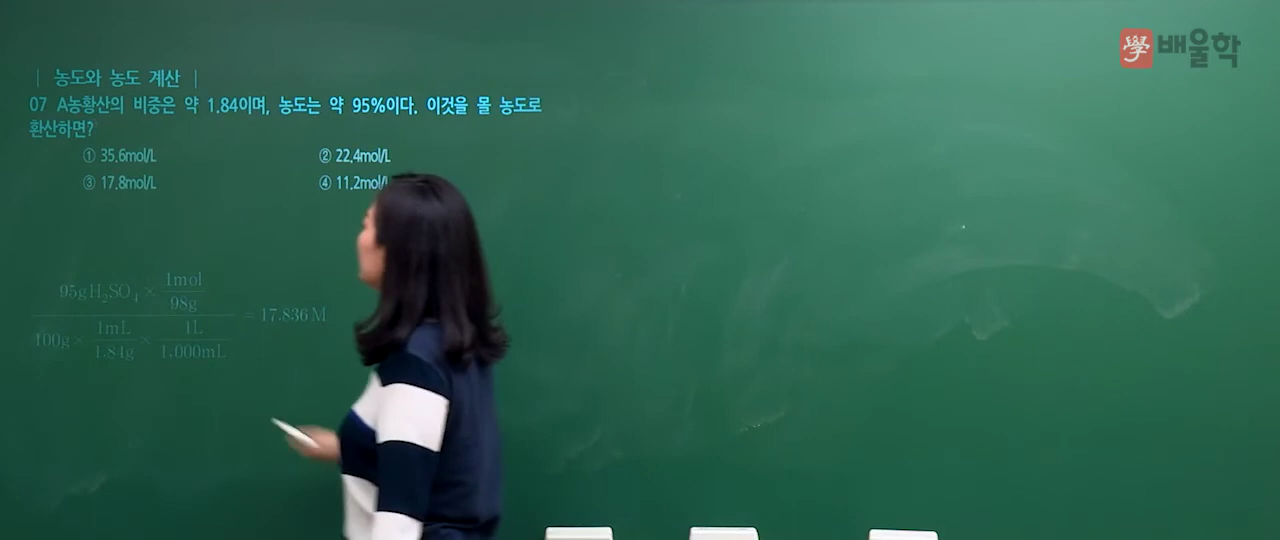 學 배울학
| 농도와 농도 계산 |
07 A농황산의 비중은 약 1.84이며, 농도는 약 95%이다. 이것을 몰 농도로
환산하면?
① 35.6mol/L ② 22.4mol/L
③ 17.8mol/L ④ 11.2mol/L
95gH₂SO₄ × 1mol/98g
100g × 1mL/1.84g × 1L/1,000mL
= 17.836M